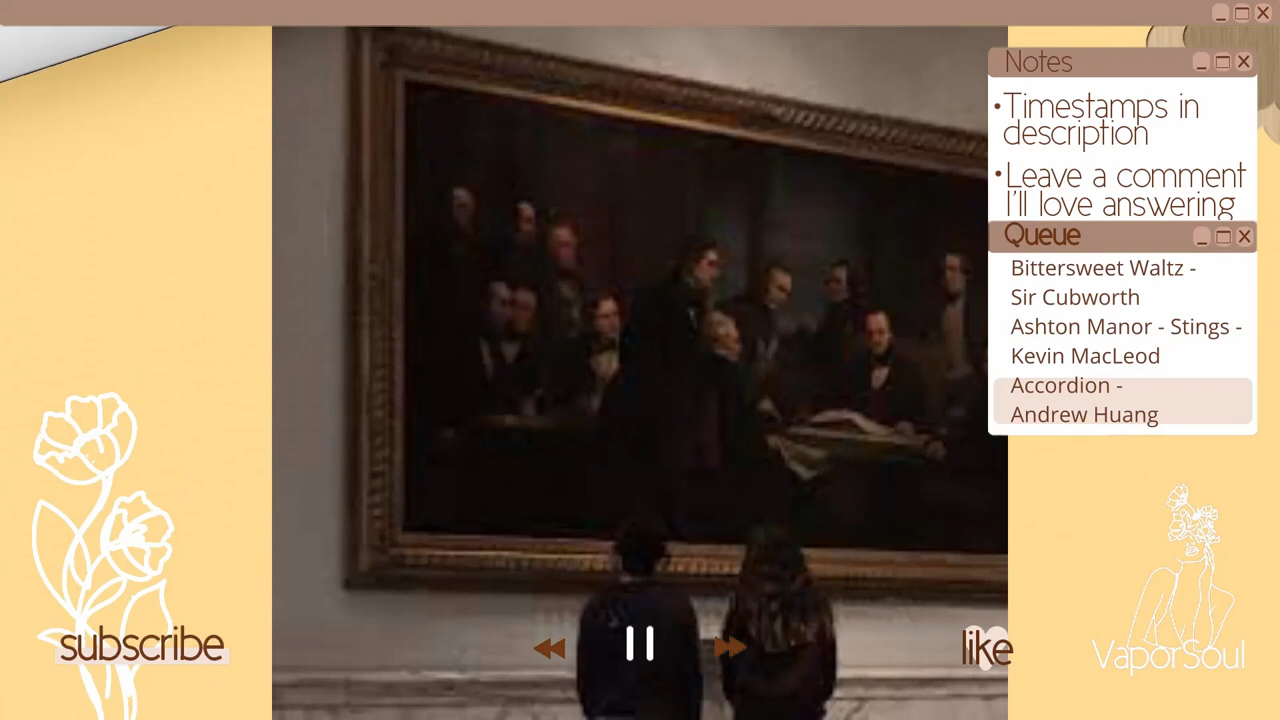 Notes
•Timestamps in
description
•Leave a comment
I'll love answering
Queue
Bittersweet Waltz -
Sir Cubworth
Ashton Manor - Stings -
Kevin MacLeod
Accordion -
Andrew Huang
subscribe
like
VaporSoul